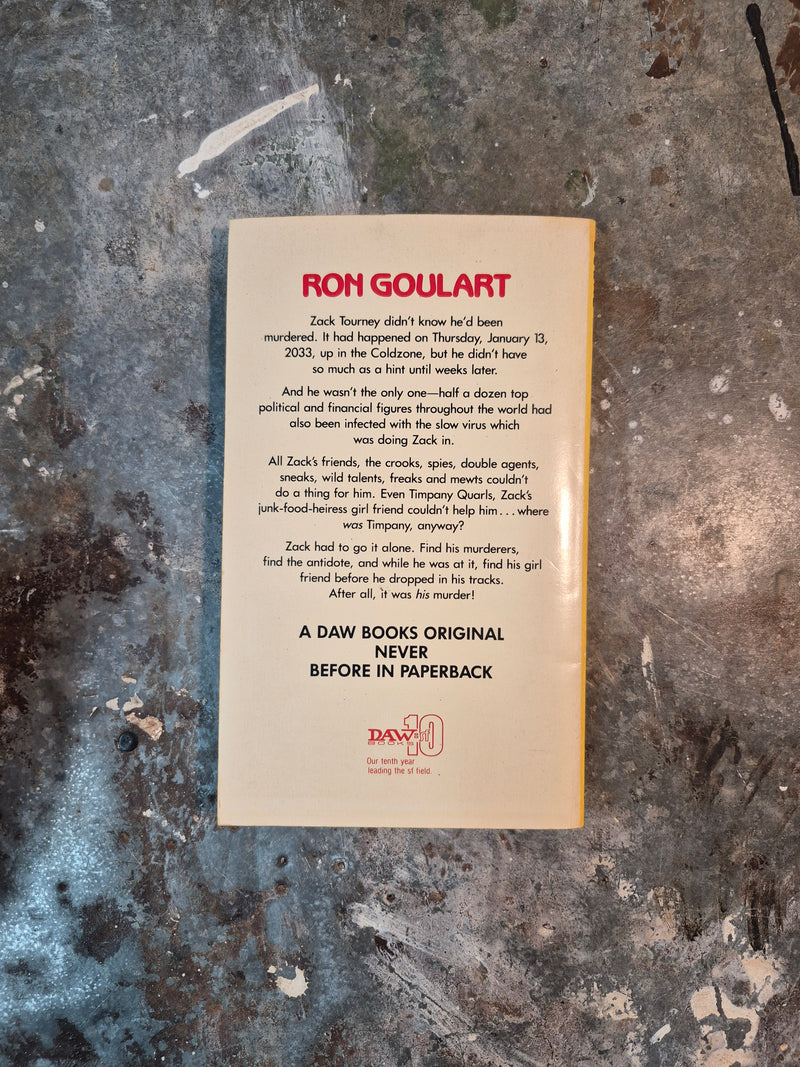 RON GOULART
Zack Tourney didn't know he'd been
murdered. It had happened on Thursday, January 13,
2033, up in the Coldzone, but he didn't have
so much as a hint until weeks later.
And he wasn't the only one—half a dozen top
political and financial figures throughout the world had
also been infected with the slow virus which
was doing Zack in.
All Zack's friends, the crooks, spies, double agents,
sneaks, wild talents, freaks and mewts couldn't
do a thing for him. Even Timpany Quarls, Zack's
junk-food-heiress girl friend couldn't help him . . . where
was Timpany, anyway?
Zack had to go it alone. Find his murderers,
find the antidote, and while he was at it, find his girl
friend before he dropped in his tracks.
After all, it was his murder!
A DAW BOOKS ORIGINAL
NEVER
BEFORE IN PAPERBACK
DAW sf 10
BOOKS
Our tenth year
leading the sf field.